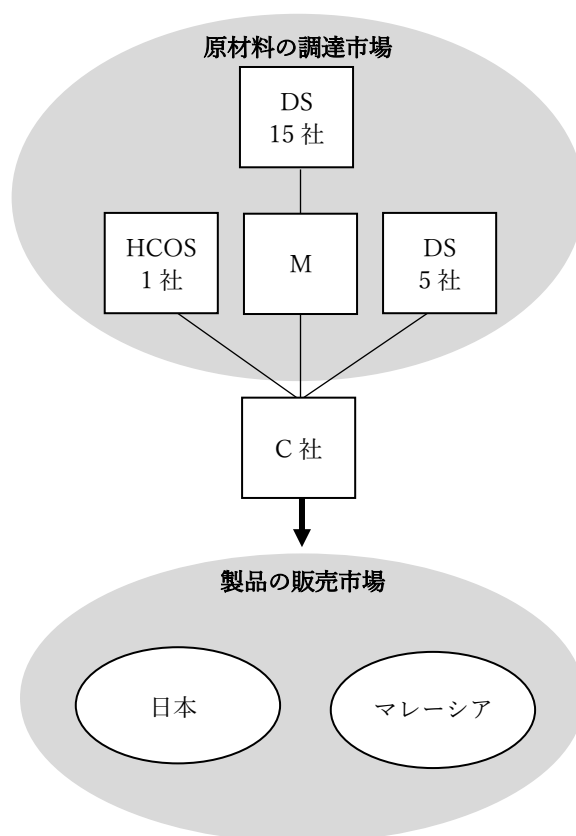 原材料の調達市場
DS
15 社
HCOS
1 社
M
DS
5 社
C 社
製品の販売市場
日本
マレーシア